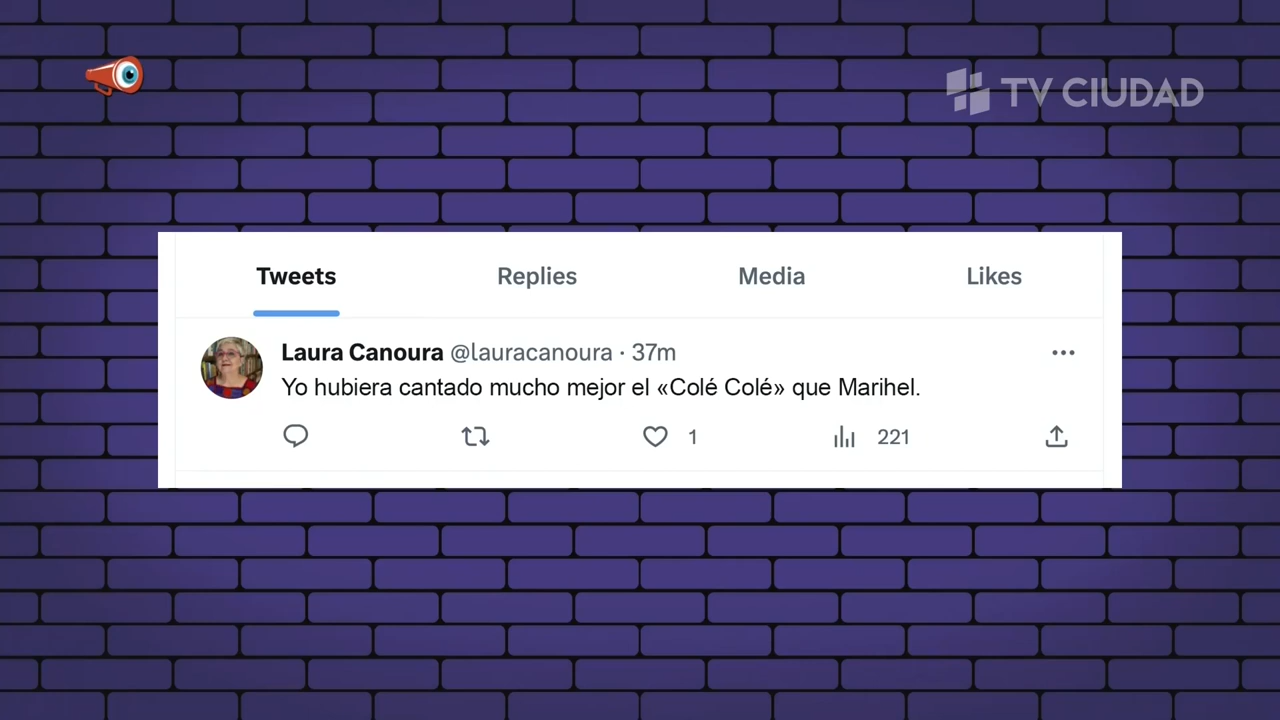 TV CIUDAD
Tweets Replies Media Likes
Laura Canoura @lauracanoura · 37m
Yo hubiera cantado mucho mejor el «Colé Colé» que Marihel.
1 221